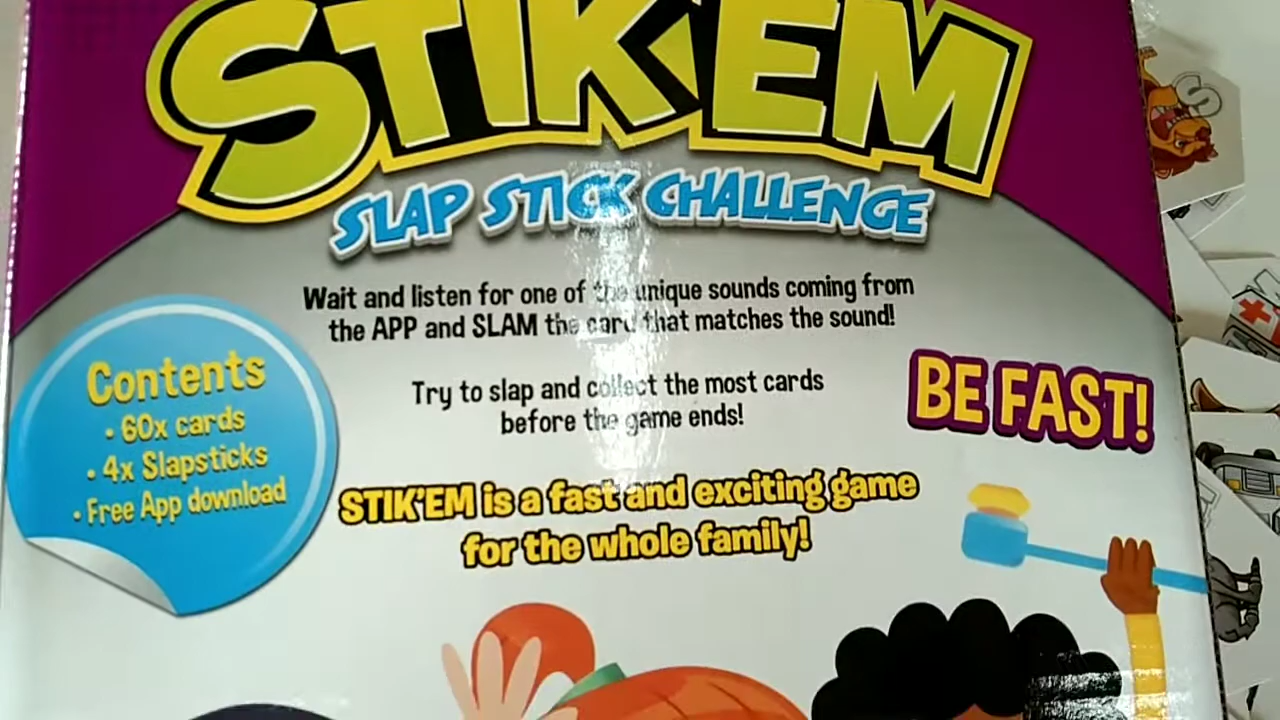 STIK'EM
SLAP STICK CHALLENGE
Wait and listen for one of the unique sounds coming from
the APP and SLAM the card that matches the sound!
Try to slap and collect the most cards
before the game ends!
BE FAST!
Contents
• 60x cards
• 4x Slapsticks
• Free App download
STIK'EM is a fast and exciting game
for the whole family!
S